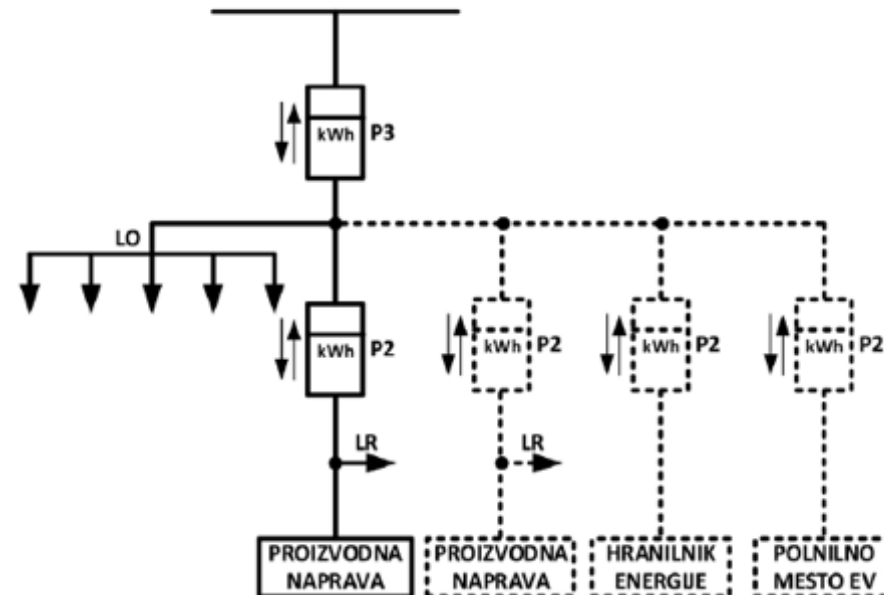 kWh P3
LO
kWh P2
kWh P2
kWh P2
kWh P2
LR
LR
PROIZVODNA
NAPRAVA
PROIZVODNA
NAPRAVA
HRANILNIK
ENERGIJE
POLNILNO
MESTO EV